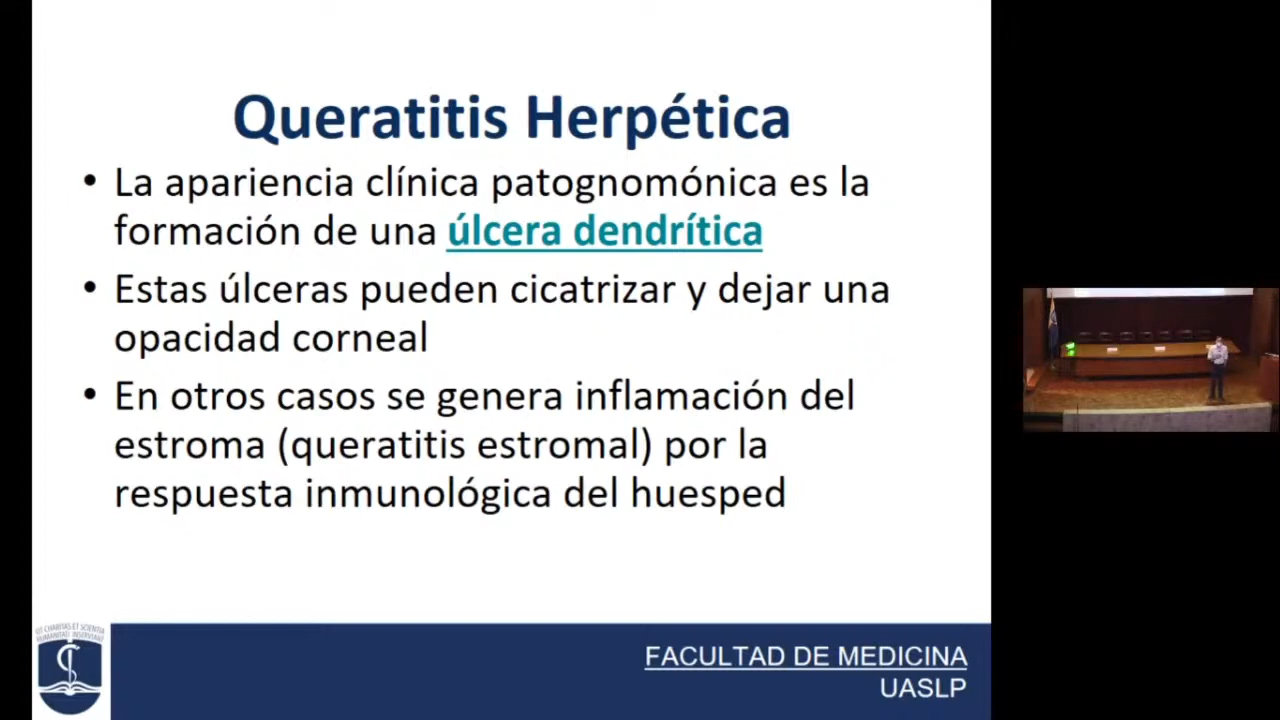 Queratitis Herpética
• La apariencia clínica patognomónica es la
formación de una úlcera dendrítica
• Estas úlceras pueden cicatrizar y dejar una
opacidad corneal
• En otros casos se genera inflamación del
estroma (queratitis estromal) por la
respuesta inmunológica del huesped
FACULTAD DE MEDICINA
UASLP